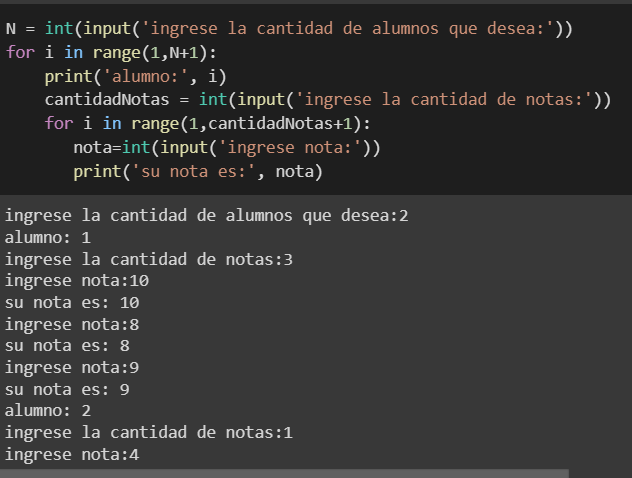 N = int(input('ingrese la cantidad de alumnos que desea:'))
for i in range(1,N+1):
    print('alumno:', i)
    cantidadNotas = int(input('ingrese la cantidad de notas:'))
    for i in range(1,cantidadNotas+1):
       nota=int(input('ingrese nota:'))
       print('su nota es:', nota)
ingrese la cantidad de alumnos que desea:2
alumno: 1
ingrese la cantidad de notas:3
ingrese nota:10
su nota es: 10
ingrese nota:8
su nota es: 8
ingrese nota:9
su nota es: 9
alumno: 2
ingrese la cantidad de notas:1
ingrese nota:4